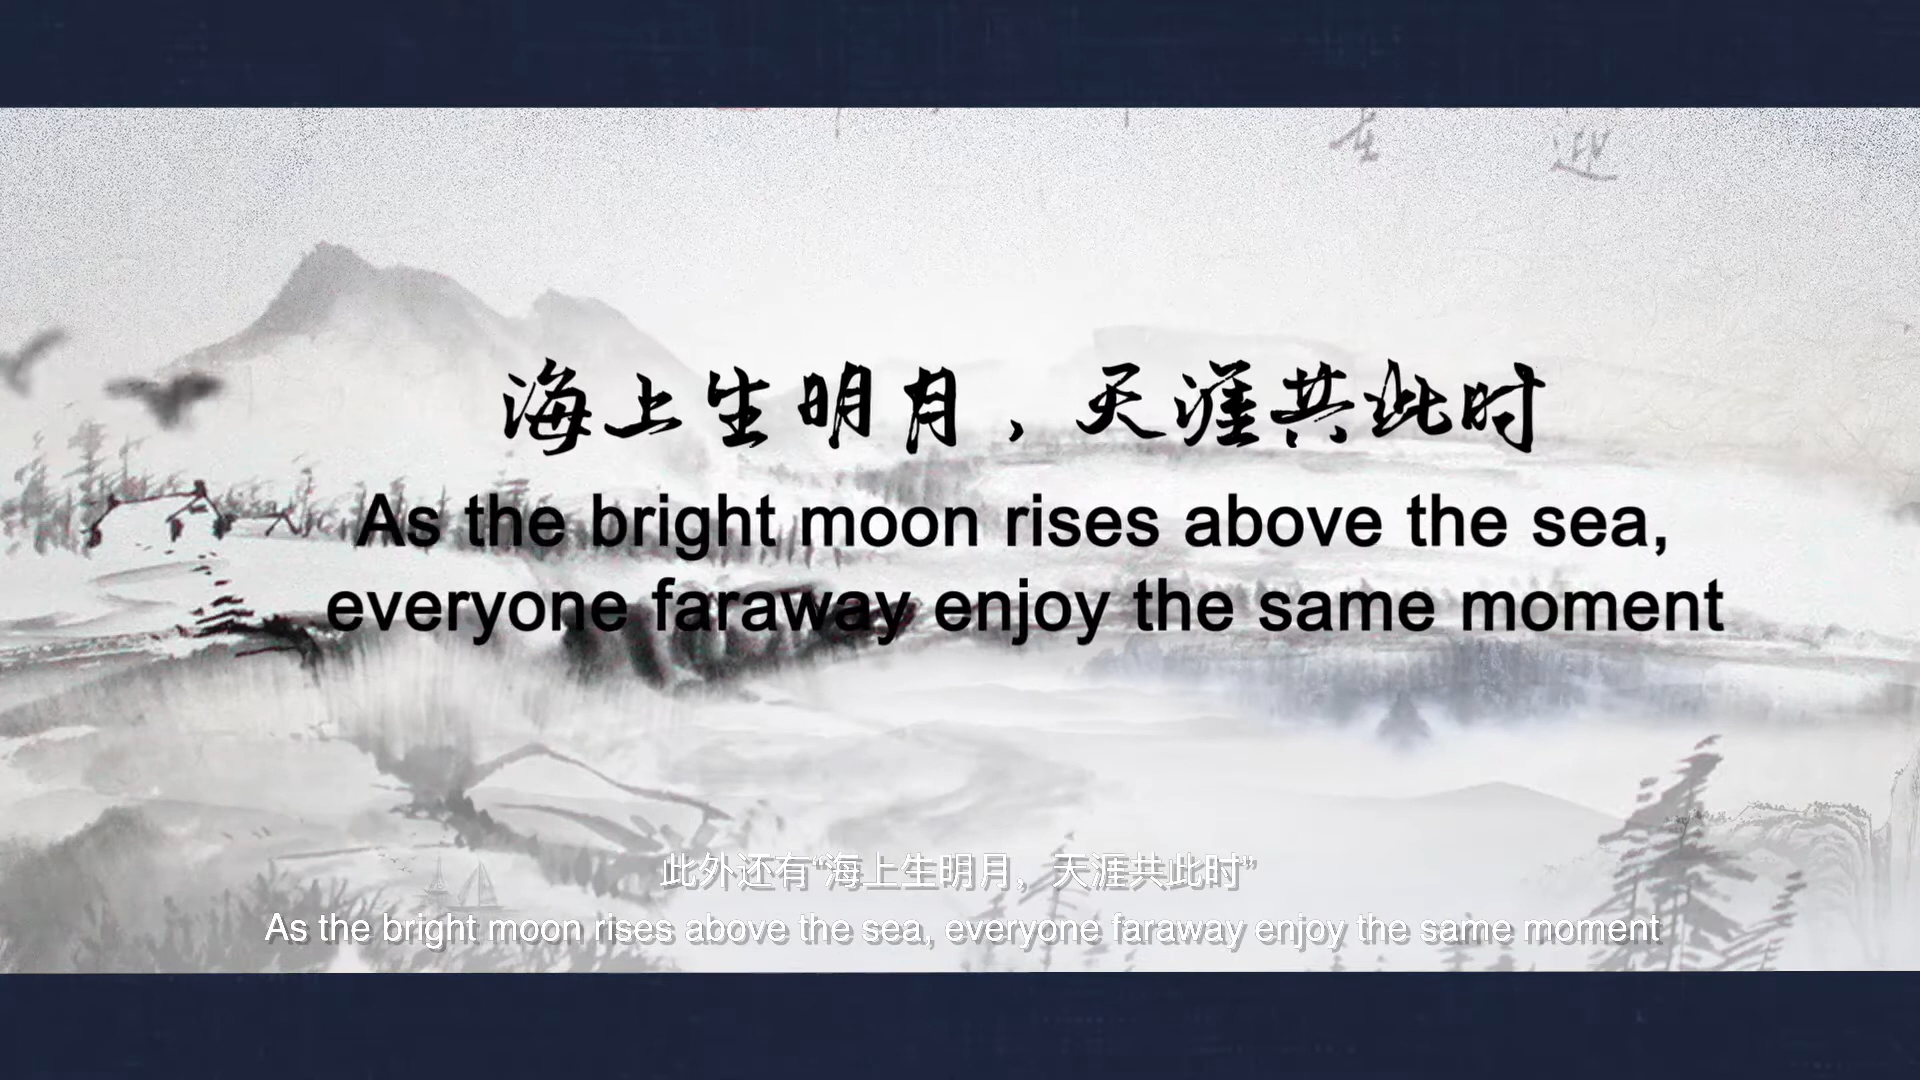 在 迎
海上生明月，天涯共此时
As the bright moon rises above the sea,
everyone faraway enjoy the same moment
此外还有“海上生明月，天涯共此时”
As the bright moon rises above the sea, everyone faraway enjoy the same moment